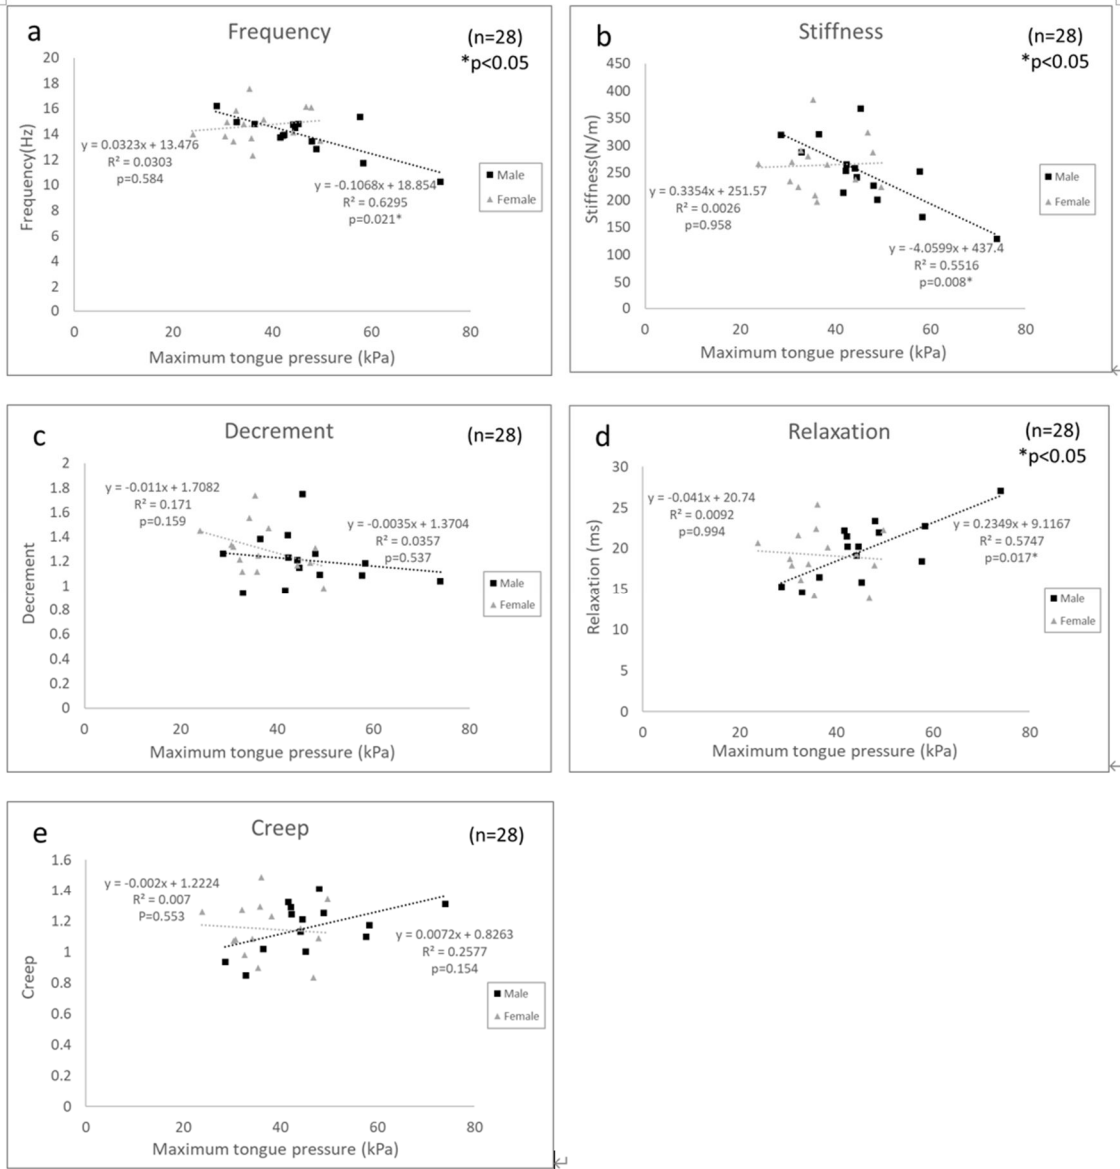 a
Frequency
(n=28)
*p<0.05
20
18
16
14
12
10
8
6
4
2
0
Frequency(Hz)
y = 0.0323x + 13.476
R² = 0.0303
p=0.584
y = -0.1068x + 18.854
R² = 0.6295
p=0.021*
Male
Female
0 20 40 60 80
Maximum tongue pressure (kPa)
b
Stiffness
(n=28)
*p<0.05
450
400
350
300
250
200
150
100
50
0
Stiffness(N/m)
y = 0.3354x + 251.57
R² = 0.0026
p=0.958
y = -4.0599x + 437.4
R² = 0.5516
p=0.008*
Male
Female
0 20 40 60 80
Maximum tongue pressure (kPa)
c
Decrement
(n=28)
2
1.8
1.6
1.4
1.2
1
0.8
0.6
0.4
0.2
0
Decrement
y = -0.011x + 1.7082
R² = 0.171
p=0.159
y = -0.0035x + 1.3704
R² = 0.0357
p=0.537
Male
Female
0 20 40 60 80
Maximum tongue pressure (kPa)
d
Relaxation
(n=28)
*p<0.05
30
25
20
15
10
5
0
Relaxation (ms)
y = -0.041x + 20.74
R² = 0.0092
p=0.994
y = 0.2349x + 9.1167
R² = 0.5747
p=0.017*
Male
Female
0 20 40 60 80
Maximum tongue pressure (kPa)
e
Creep
(n=28)
1.6
1.4
1.2
1
0.8
0.6
0.4
0.2
0
Creep
y = -0.002x + 1.2224
R² = 0.007
P=0.553
y = 0.0072x + 0.8263
R² = 0.2577
p=0.154
Male
Female
0 20 40 60 80
Maximum tongue pressure (kPa)